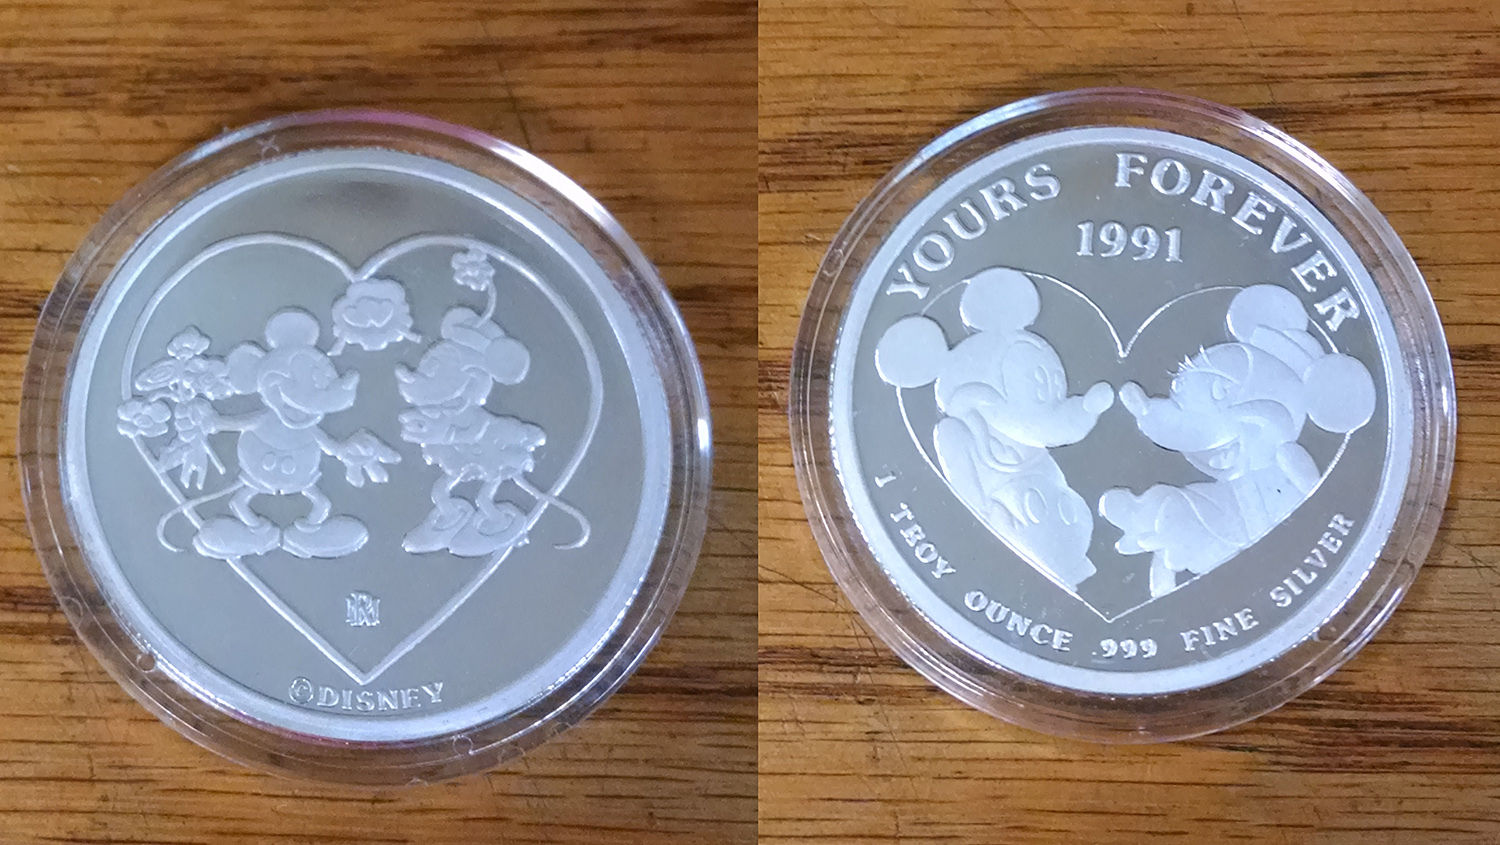 ©DISNEY
YOURS FOREVER
1991
1 TROY OUNCE .999 FINE SILVER